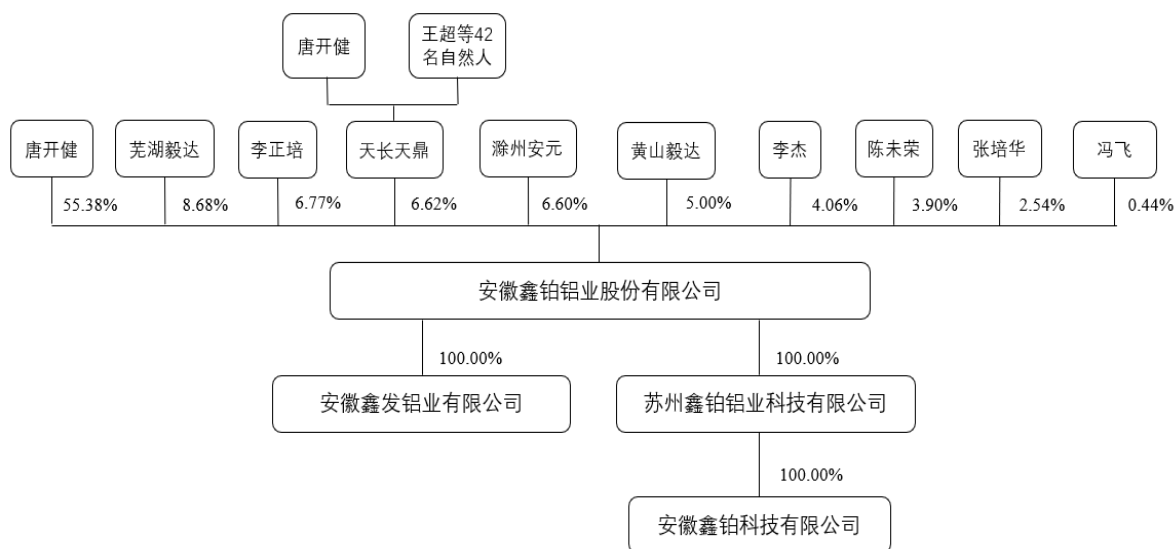 唐开健
王超等42
名自然人
唐开健
芜湖毅达
李正培
天长天鼎
滁州安元
黄山毅达
李杰
陈未荣
张培华
冯飞
55.38%
8.68%
6.77%
6.62%
6.60%
5.00%
4.06%
3.90%
2.54%
0.44%
安徽鑫铂铝业股份有限公司
100.00%
100.00%
安徽鑫发铝业有限公司
苏州鑫铂铝业科技有限公司
100.00%
安徽鑫铂科技有限公司